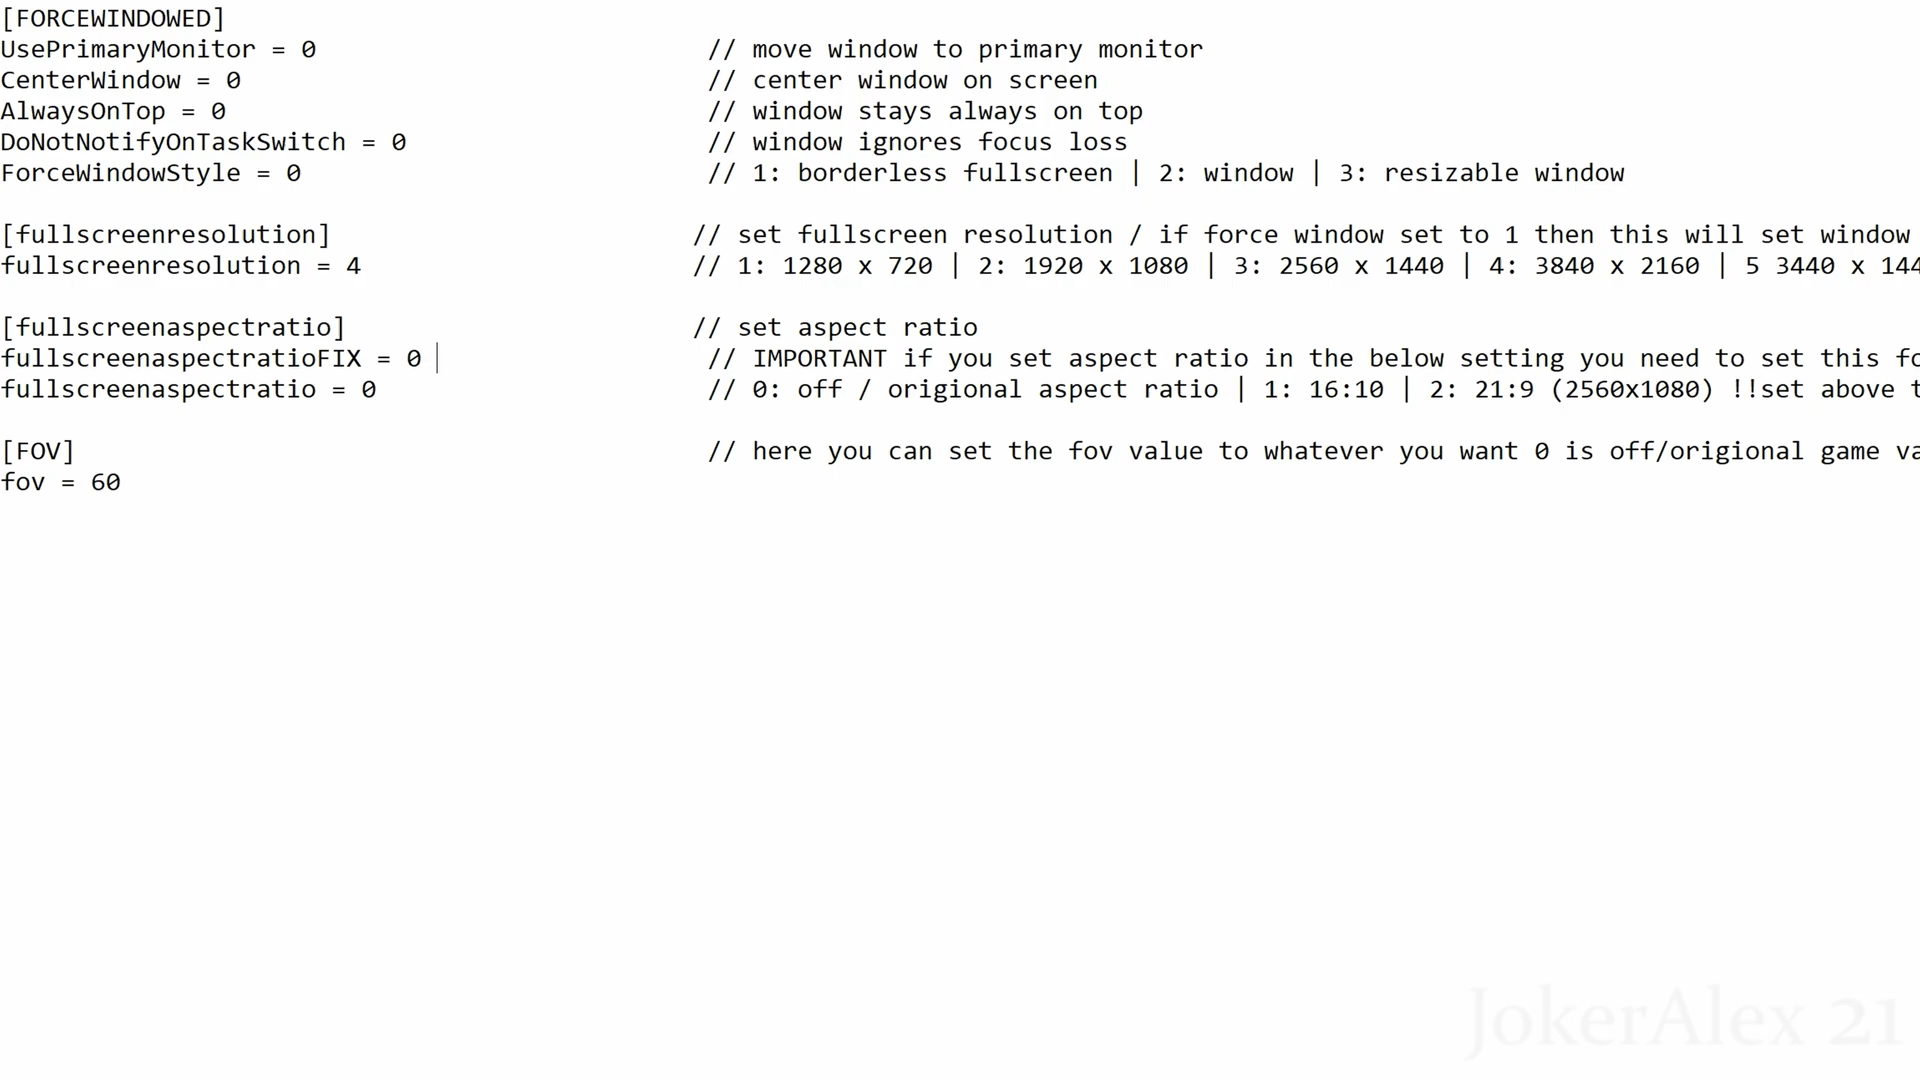 [FORCEWINDOWED]
UsePrimaryMonitor = 0 // move window to primary monitor
CenterWindow = 0 // center window on screen
AlwaysOnTop = 0 // window stays always on top
DoNotNotifyOnTaskSwitch = 0 // window ignores focus loss
ForceWindowStyle = 0 // 1: borderless fullscreen | 2: window | 3: resizable window
[fullscreenresolution] // set fullscreen resolution / if force window set to 1 then this will set window
fullscreenresolution = 4 // 1: 1280 x 720 | 2: 1920 x 1080 | 3: 2560 x 1440 | 4: 3840 x 2160 | 5 3440 x 144
[fullscreenaspectratio] // set aspect ratio
fullscreenaspectratioFIX = 0 // IMPORTANT if you set aspect ratio in the below setting you need to set this fo
fullscreenaspectratio = 0 // 0: off / origional aspect ratio | 1: 16:10 | 2: 21:9 (2560x1080) !!set above t
[FOV] // here you can set the fov value to whatever you want 0 is off/origional game va
fov = 60
JokerAlex 21